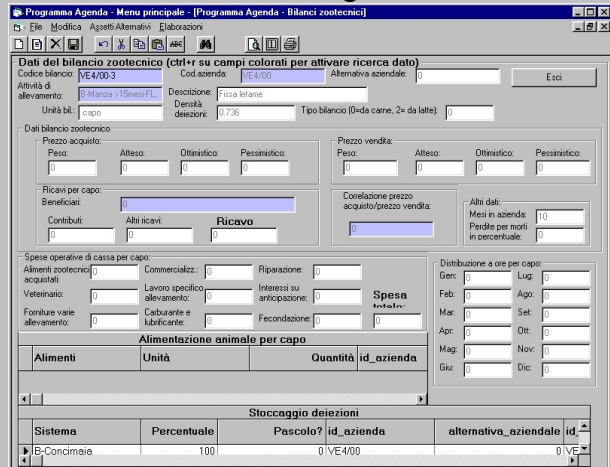 Programma Agenda - Menu principale - [Programma Agenda - Bilanci zootecnici]
File Modifica Assetti Alternativi Elaborazioni
ABC
Dati del bilancio zootecnico (ctrl+r su campi colorati per attivare ricerca dato)
Codice bilancio: VE4/00-3 Cod.azienda: VE4/00 Alternativa aziendale: 0 Esci
Attività di allevamento: B-Manza >15mesi-FL. Descrizione: Fissa letame
Unità bil.: capo Densità deiezioni: 0.736 Tipo bilancio (0=da carne, 2= da latte): 0
Dati bilancio zootecnico
Prezzo acquisto: Prezzo vendita:
Peso: Atteso: Ottimistico: Pessimistico: Peso: Atteso: Ottimistico: Pessimistico:
0 0 0 0 0 0 0 0
Ricavi per capo:
Beneficiari: 0
Contributi: Altri ricavi: Ricavo
0 0 0
Correlazione prezzo
acquisto/prezzo vendita:
0
Altri dati:
Mesi in azienda: 10
Perdite per morti
in percentuale: 0
Spese operative di cassa per capo:
Alimenti zootecnici acquistati: 0 Commercializz.: 0 Riparazione: 0
Veterinario: 0 Lavoro specifico allevamento: 0 Interessi su anticipazione: 0 Spesa totale:
Forniture varie allevamento: 0 Carburante e lubrificante: 0 Fecondazione: 0 0
Distribuzione a ore per capo:
Gen: 0 Lug: 0
Feb: 0 Ago: 0
Mar: 0 Set: 0
Apr: 0 Ott: 0
Mag: 0 Nov: 0
Giu: 0 Dic: 0
Alimentazione animale per capo
Alimenti Unità Quantità id_azienda
Stoccaggio deiezioni
Sistema Percentuale Pascolo? id_azienda alternativa_aziendale id_
B-Concimaia 100 0 VE4/00 0 VE